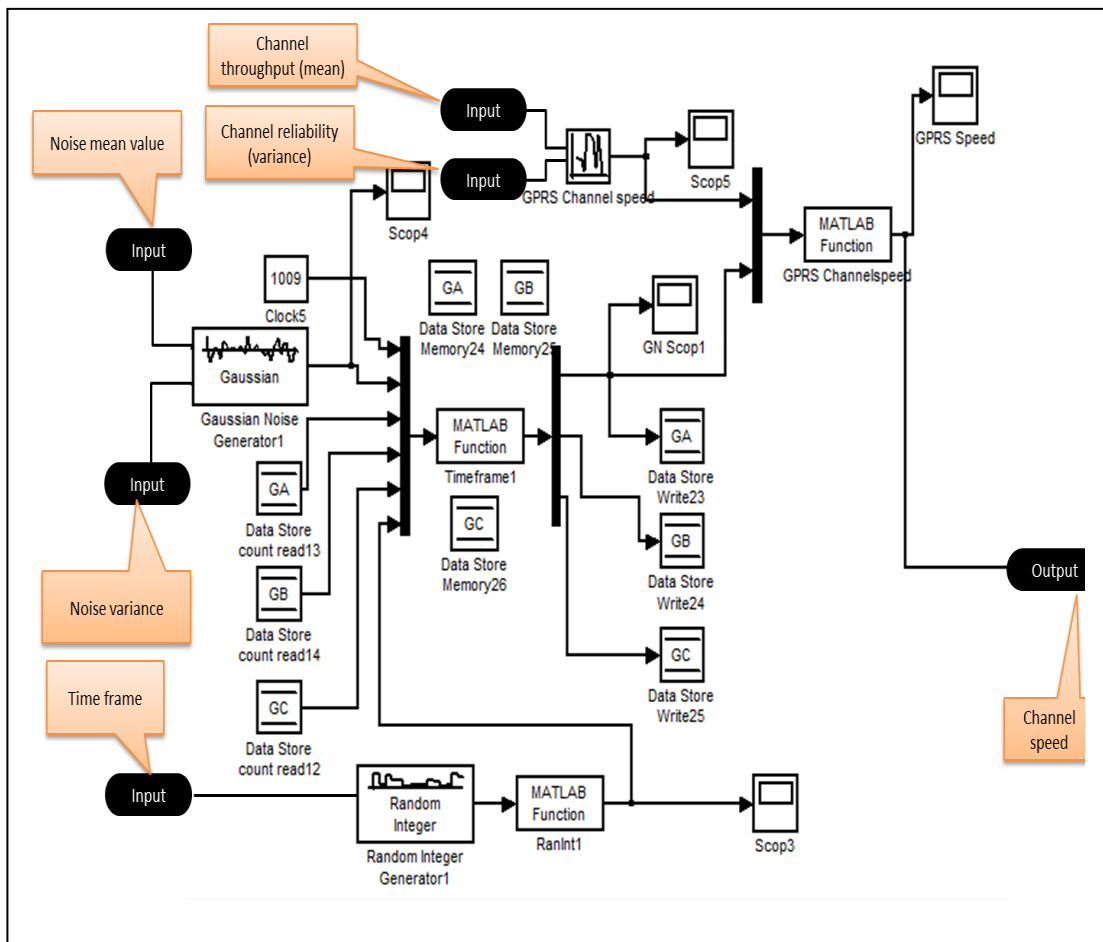 Channel
throughput (mean)
Input
Channel reliability
(variance)
Input
GPRS Channel speed
Scop5
GPRS Speed
Noise mean value
Input
Scop4
MATLAB
Function
GPRS Channelspeed
1009
Clock5
GA
Data Store
Memory24
GB
Data Store
Memory25
GN Scop1
Gaussian
Gaussian Noise
Generator1
MATLAB
Function
Timeframe1
GA
Data Store
Write23
Input
Noise variance
GA
Data Store
count read13
GC
Data Store
Memory26
GB
Data Store
Write24
Output
GB
Data Store
count read14
GC
Data Store
Write25
Channel
speed
Time frame
GC
Data Store
count read12
Input
Random
Integer
Random Integer
Generator1
MATLAB
Function
RanInt1
Scop3